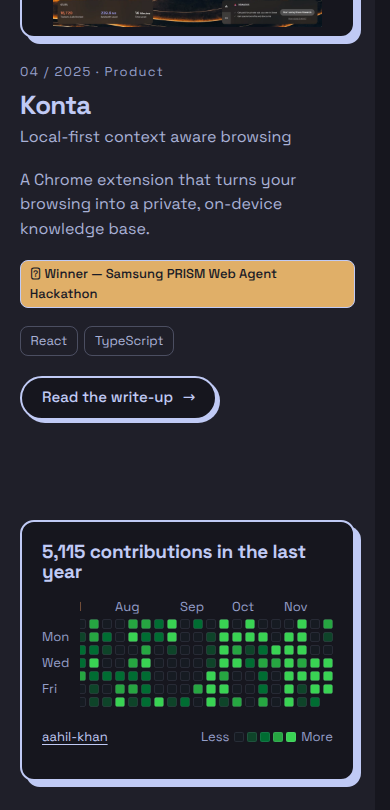 04 / 2025 · Product
Konta
Local-first context aware browsing
A Chrome extension that turns your
browsing into a private, on-device
knowledge base.
Winner — Samsung PRISM Web Agent
Hackathon
React TypeScript
Read the write-up →
5,115 contributions in the last
year
Aug Sep Oct Nov
Mon
Wed
Fri
aahil-khan Less More